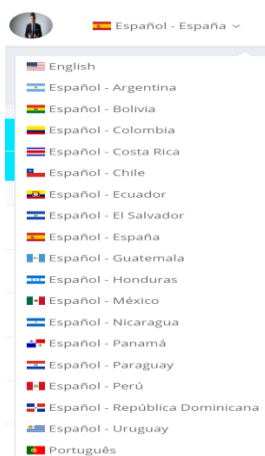 Español - España
English
Español - Argentina
Español - Bolivia
Español - Colombia
Español - Costa Rica
Español - Chile
Español - Ecuador
Español - El Salvador
Español - España
Español - Guatemala
Español - Honduras
Español - México
Español - Nicaragua
Español - Panamá
Español - Paraguay
Español - Perú
Español - República Dominicana
Español - Uruguay
Português